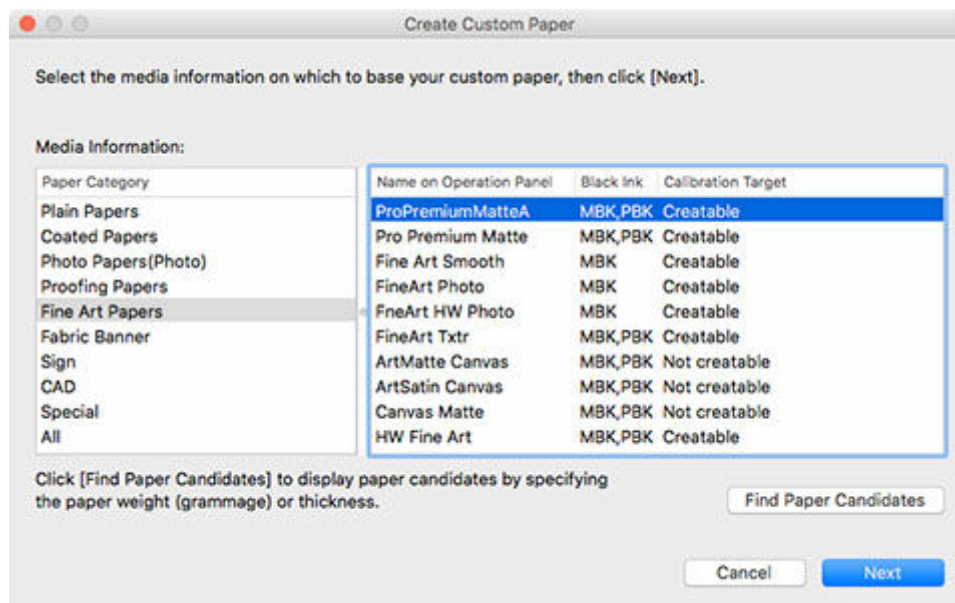 Create Custom Paper
Select the media information on which to base your custom paper, then click [Next].
Media Information:
Paper Category
Plain Papers
Coated Papers
Photo Papers(Photo)
Proofing Papers
Fine Art Papers
Fabric Banner
Sign
CAD
Special
All
Name on Operation Panel Black Ink Calibration Target
ProPremiumMatteA MBK,PBK Creatable
Pro Premium Matte MBK,PBK Creatable
Fine Art Smooth MBK Creatable
FineArt Photo MBK Creatable
FneArt HW Photo MBK Creatable
FineArt Txtr MBK,PBK Creatable
ArtMatte Canvas MBK,PBK Not creatable
ArtSatin Canvas MBK,PBK Not creatable
Canvas Matte MBK,PBK Not creatable
HW Fine Art MBK,PBK Creatable
Click [Find Paper Candidates] to display paper candidates by specifying
the paper weight (grammage) or thickness.
Find Paper Candidates
Cancel Next